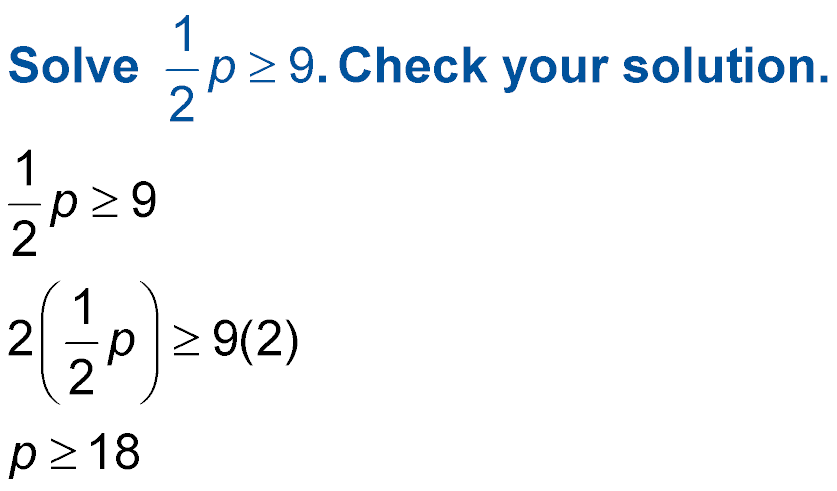 Solve 1/2 p ≥ 9. Check your solution.
1/2 p ≥ 9
2(1/2 p) ≥ 9(2)
p ≥ 18